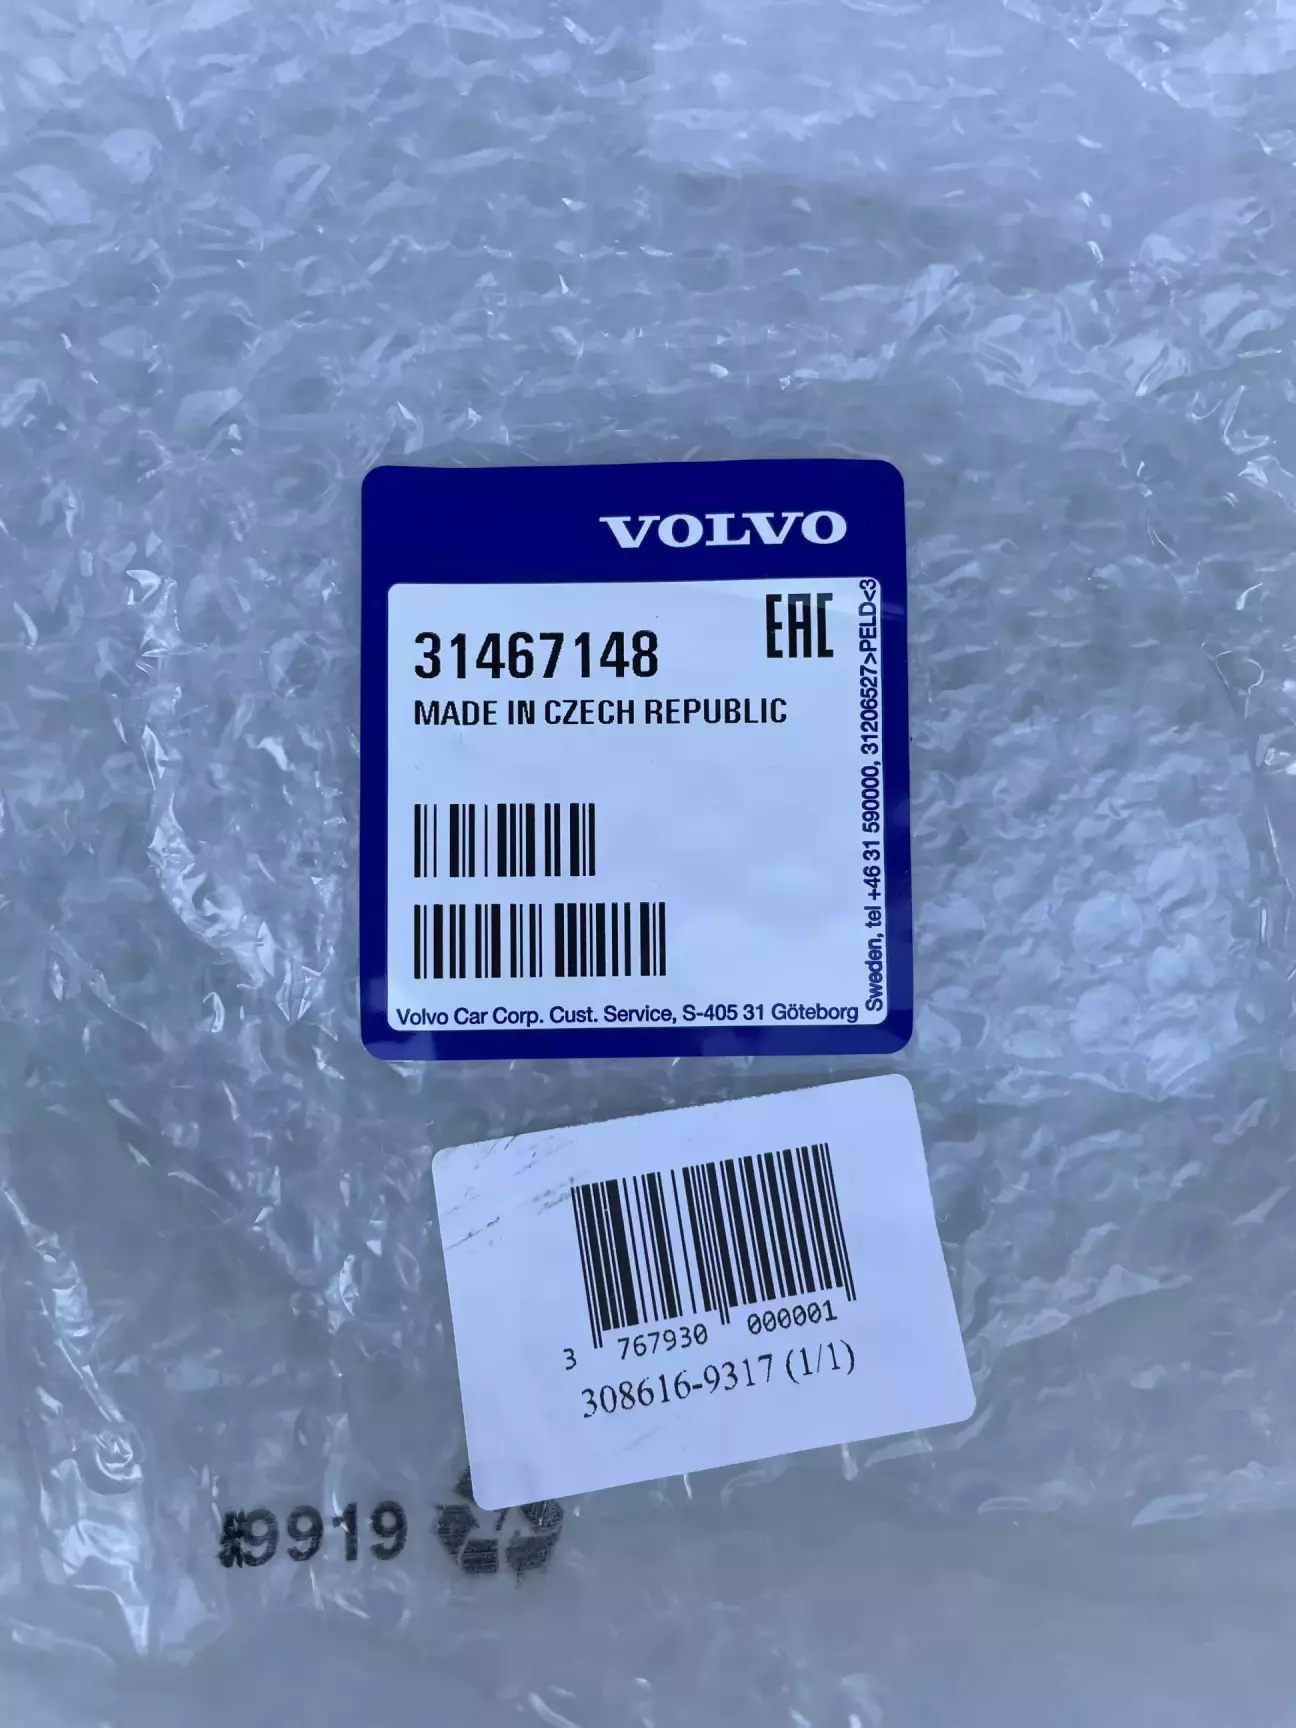 VOLVO
31467148
EAC
MADE IN CZECH REPUBLIC
Volvo Car Corp. Cust. Service, S-405 31 Göteborg
Sweden, tel +46 31 590000, 31206527>PELD<3
3 767930 000001
308616-9317 (1/1)
#9919